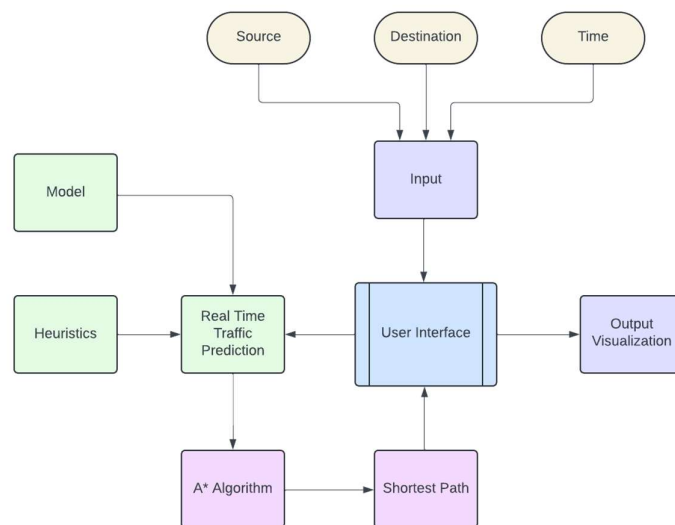 Source
Destination
Time
Model
Input
Heuristics
Real Time
Traffic
Prediction
User Interface
Output
Visualization
A* Algorithm
Shortest Path